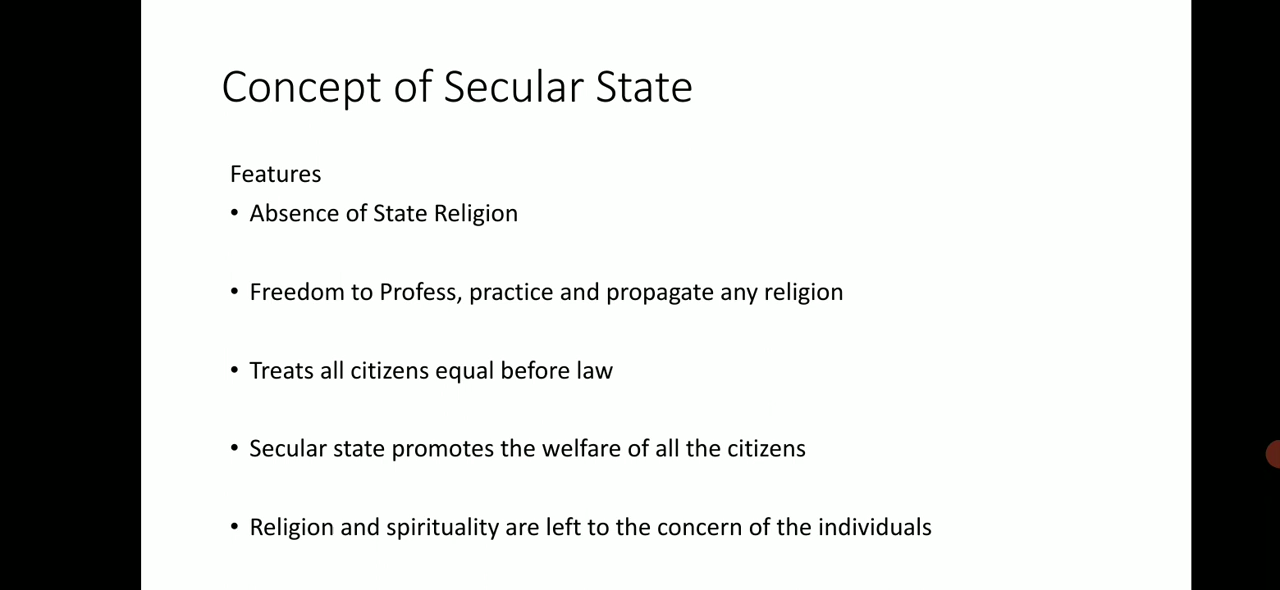 Concept of Secular State
Features
• Absence of State Religion
• Freedom to Profess, practice and propagate any religion
• Treats all citizens equal before law
• Secular state promotes the welfare of all the citizens
• Religion and spirituality are left to the concern of the individuals